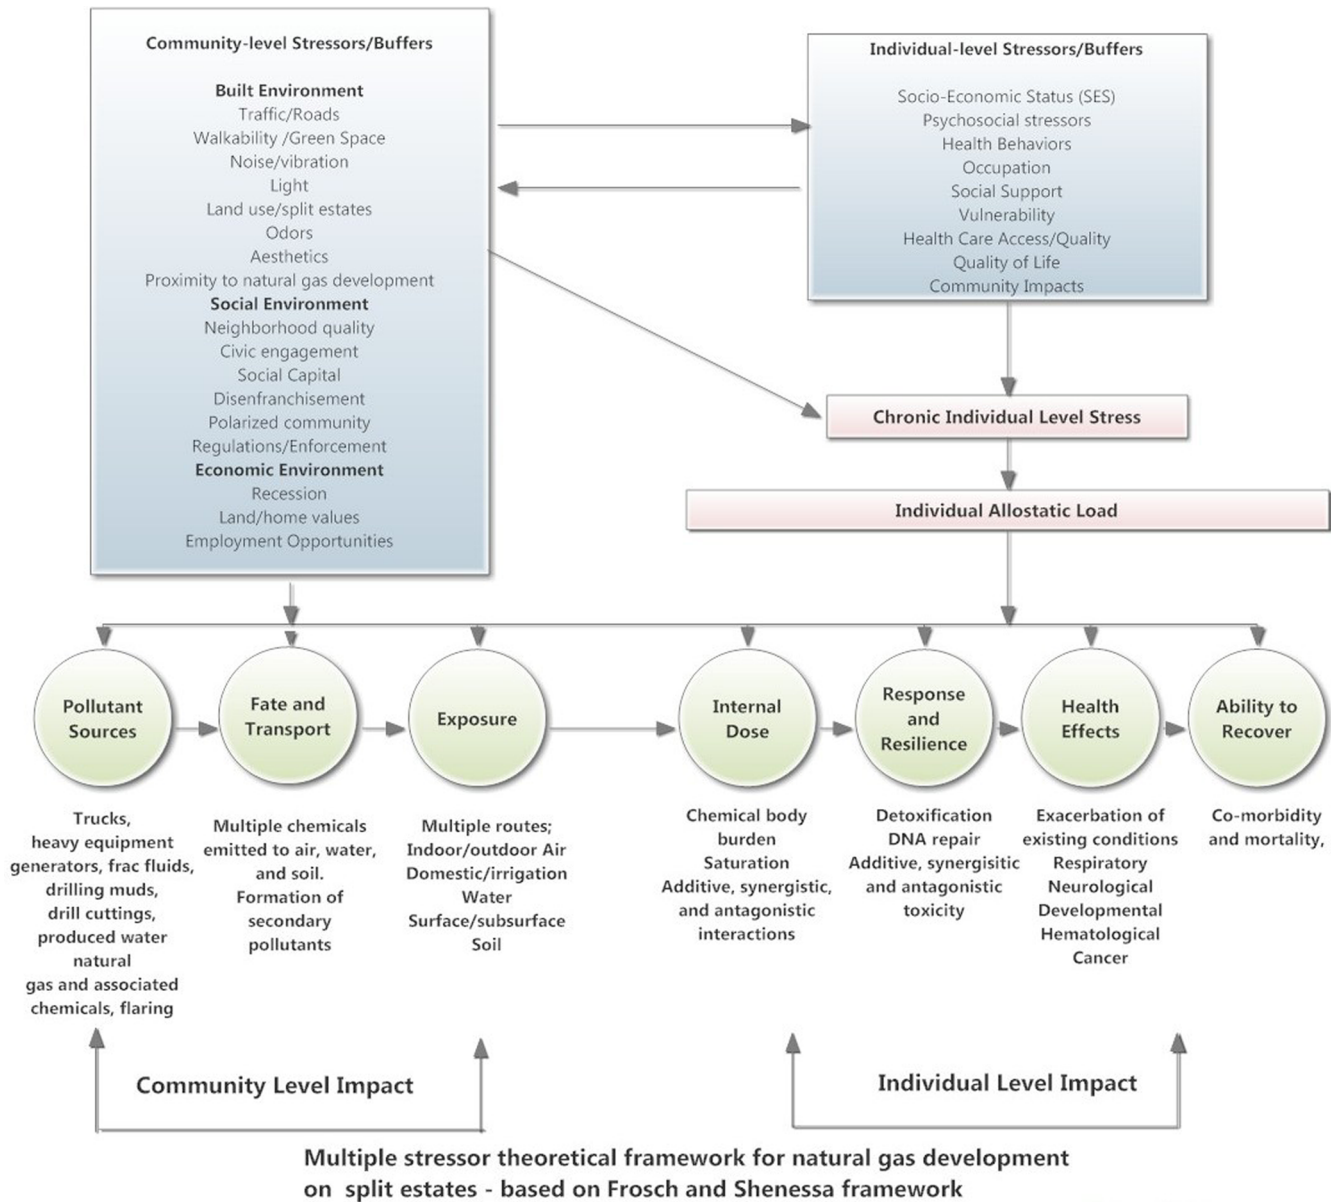 Community-level Stressors/Buffers
Built Environment
Traffic/Roads
Walkability /Green Space
Noise/vibration
Light
Land use/split estates
Odors
Aesthetics
Proximity to natural gas development
Social Environment
Neighborhood quality
Civic engagement
Social Capital
Disenfranchisement
Polarized community
Regulations/Enforcement
Economic Environment
Recession
Land/home values
Employment Opportunities
Individual-level Stressors/Buffers
Socio-Economic Status (SES)
Psychosocial stressors
Health Behaviors
Occupation
Social Support
Vulnerability
Health Care Access/Quality
Quality of Life
Community Impacts
Chronic Individual Level Stress
Individual Allostatic Load
Pollutant
Sources
Fate and
Transport
Exposure
Internal
Dose
Response
and
Resilience
Health
Effects
Ability to
Recover
Trucks,
heavy equipment
generators, frac fluids,
drilling muds,
drill cuttings,
produced water
natural
gas and associated
chemicals, flaring
Multiple chemicals
emitted to air, water,
and soil.
Formation of
secondary
pollutants
Multiple routes;
Indoor/outdoor Air
Domestic/irrigation
Water
Surface/subsurface
Soil
Chemical body
burden
Saturation
Additive, synergistic,
and antagonistic
interactions
Detoxification
DNA repair
Additive, synergisitic
and antagonistic
toxicity
Exacerbation of
existing conditions
Respiratory
Neurological
Developmental
Hematological
Cancer
Co-morbidity
and mortality,
Community Level Impact
Individual Level Impact
Multiple stressor theoretical framework for natural gas development
on split estates - based on Frosch and Shenessa framework